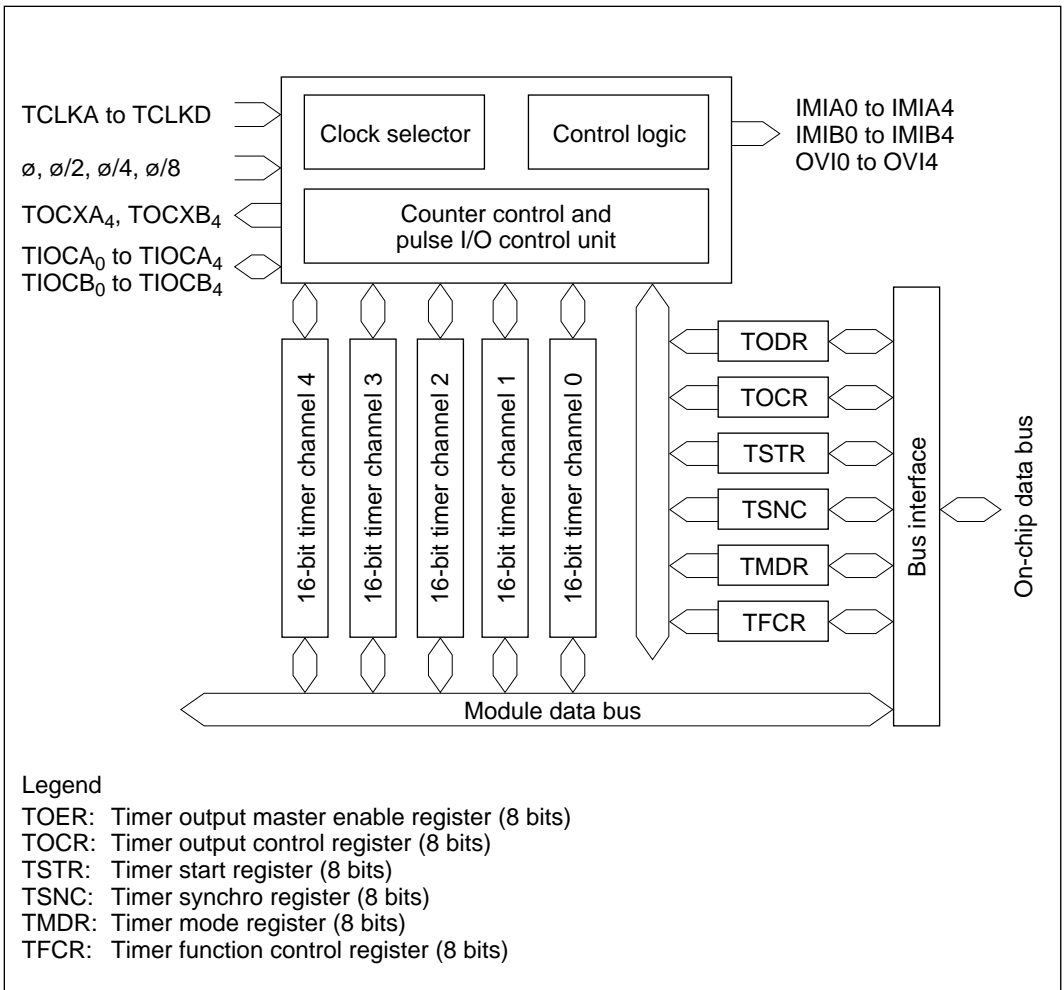 TCLKA to TCLKD
ø, ø/2, ø/4, ø/8
TOCXA4, TOCXB4
TIOCA0 to TIOCA4
TIOCB0 to TIOCB4
Clock selector
Control logic
Counter control and
pulse I/O control unit
IMIA0 to IMIA4
IMIB0 to IMIB4
OVI0 to OVI4
16-bit timer channel 4
16-bit timer channel 3
16-bit timer channel 2
16-bit timer channel 1
16-bit timer channel 0
TODR
TOCR
TSTR
TSNC
TMDR
TFCR
Bus interface
On-chip data bus
Module data bus
Legend
TOER: Timer output master enable register (8 bits)
TOCR: Timer output control register (8 bits)
TSTR: Timer start register (8 bits)
TSNC: Timer synchro register (8 bits)
TMDR: Timer mode register (8 bits)
TFCR: Timer function control register (8 bits)